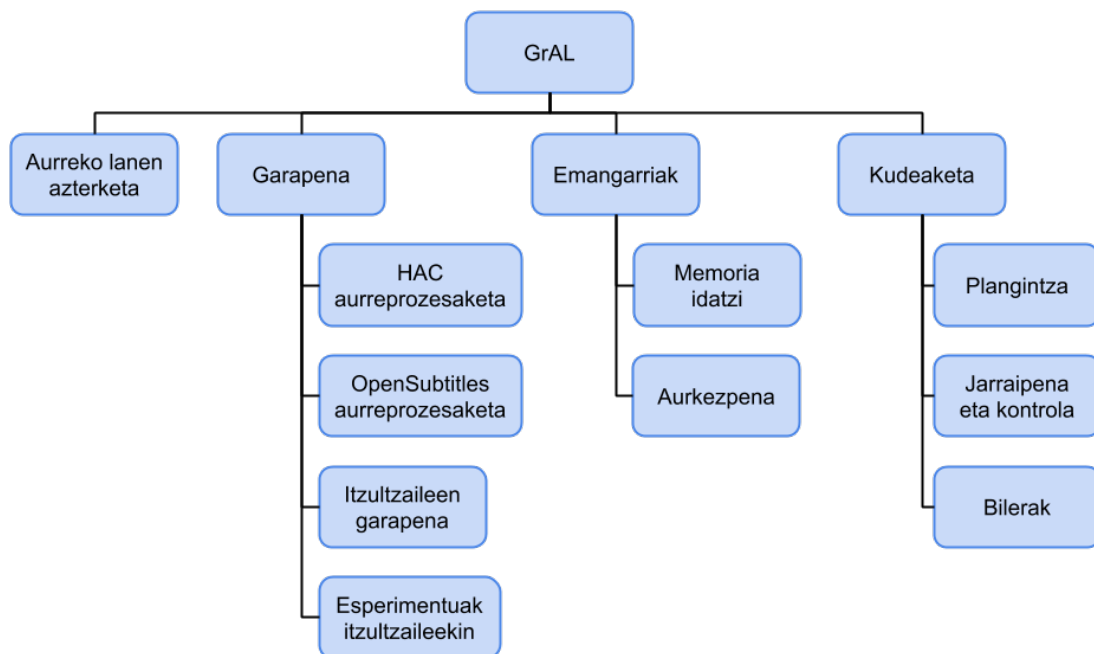 GrAL
Aurreko lanen
azterketa
Garapena
Emangarriak
Kudeaketa
HAC
aurreprozesaketa
Memoria
idatzi
Plangintza
OpenSubtitles
aurreprozesaketa
Aurkezpena
Jarraipena
eta kontrola
Itzultzaileen
garapena
Bilerak
Esperimentuak
itzultzaileekin